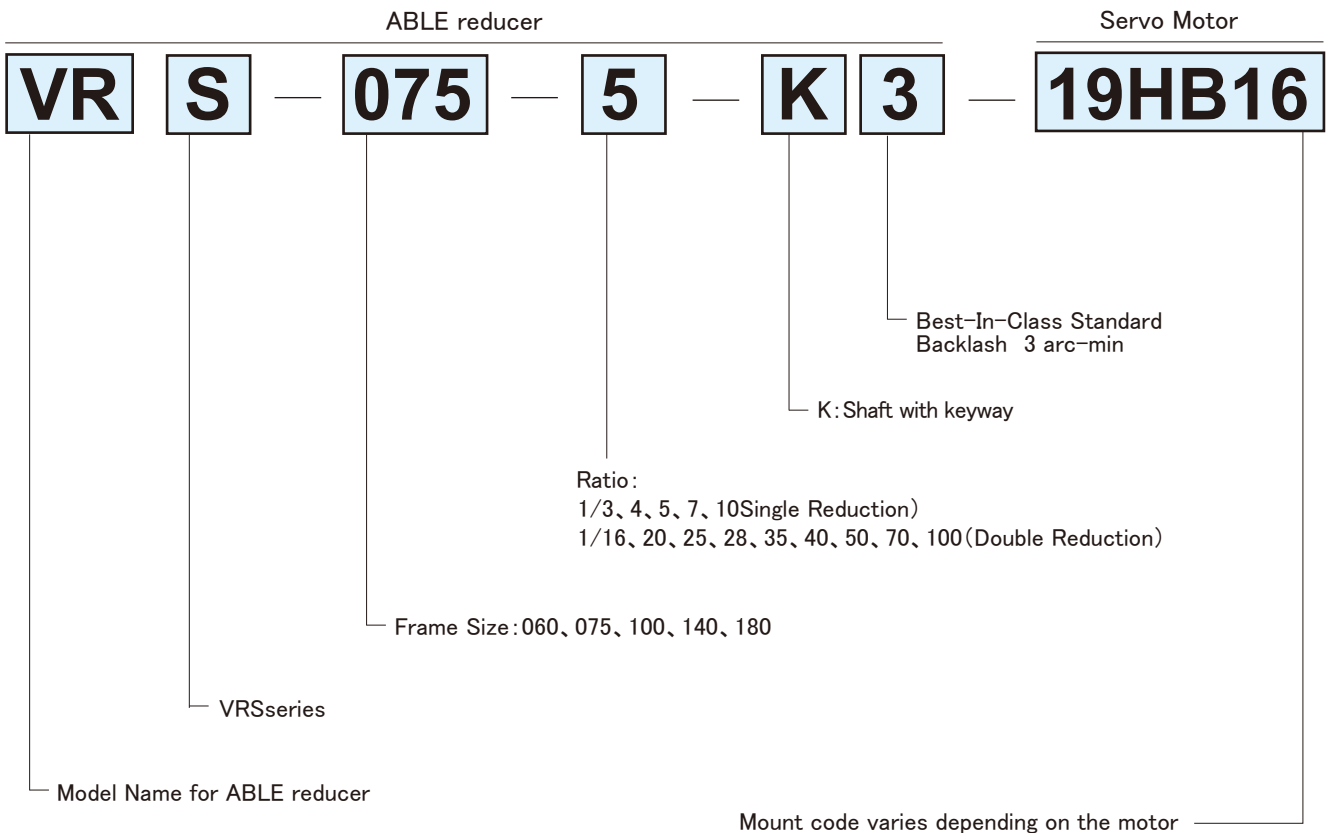 ABLE reducer
Servo Motor
VR S — 075 — 5 — K 3 — 19HB16
Best-In-Class Standard
Backlash 3 arc-min
K:Shaft with keyway
Ratio:
1/3、4、5、7、10Single Reduction)
1/16、20、25、28、35、40、50、70、100(Double Reduction)
Frame Size:060、075、100、140、180
VRSseries
Model Name for ABLE reducer
Mount code varies depending on the motor